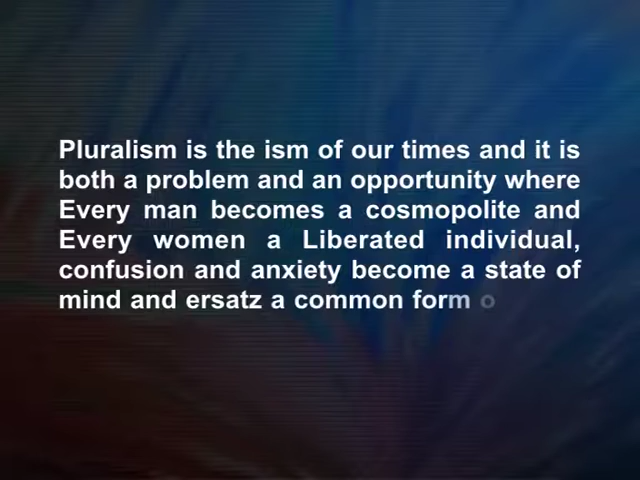 Pluralism is the ism of our times and it is
both a problem and an opportunity where
Every man becomes a cosmopolite and
Every women a Liberated individual,
confusion and anxiety become a state of
mind and ersatz a common form o